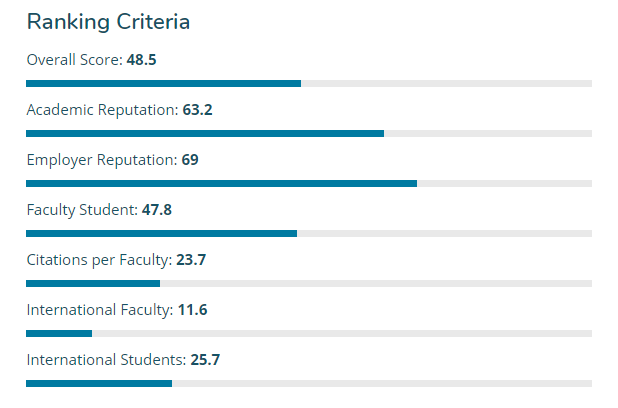 Ranking Criteria
Overall Score: 48.5
Academic Reputation: 63.2
Employer Reputation: 69
Faculty Student: 47.8
Citations per Faculty: 23.7
International Faculty: 11.6
International Students: 25.7